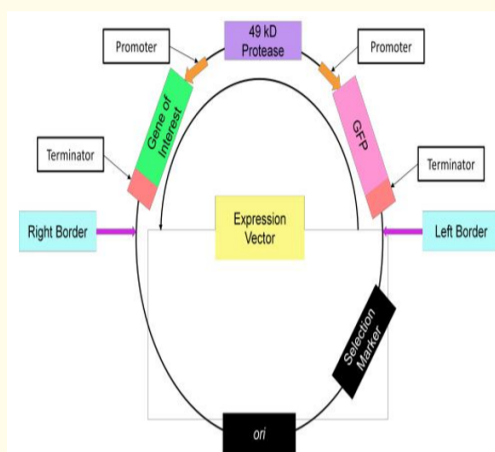 49 kD
Protease
Promoter
Promoter
Gene of
Interest
GFP
Terminator
Terminator
Right Border
Expression
Vector
Left Border
Selection
Marker
ori